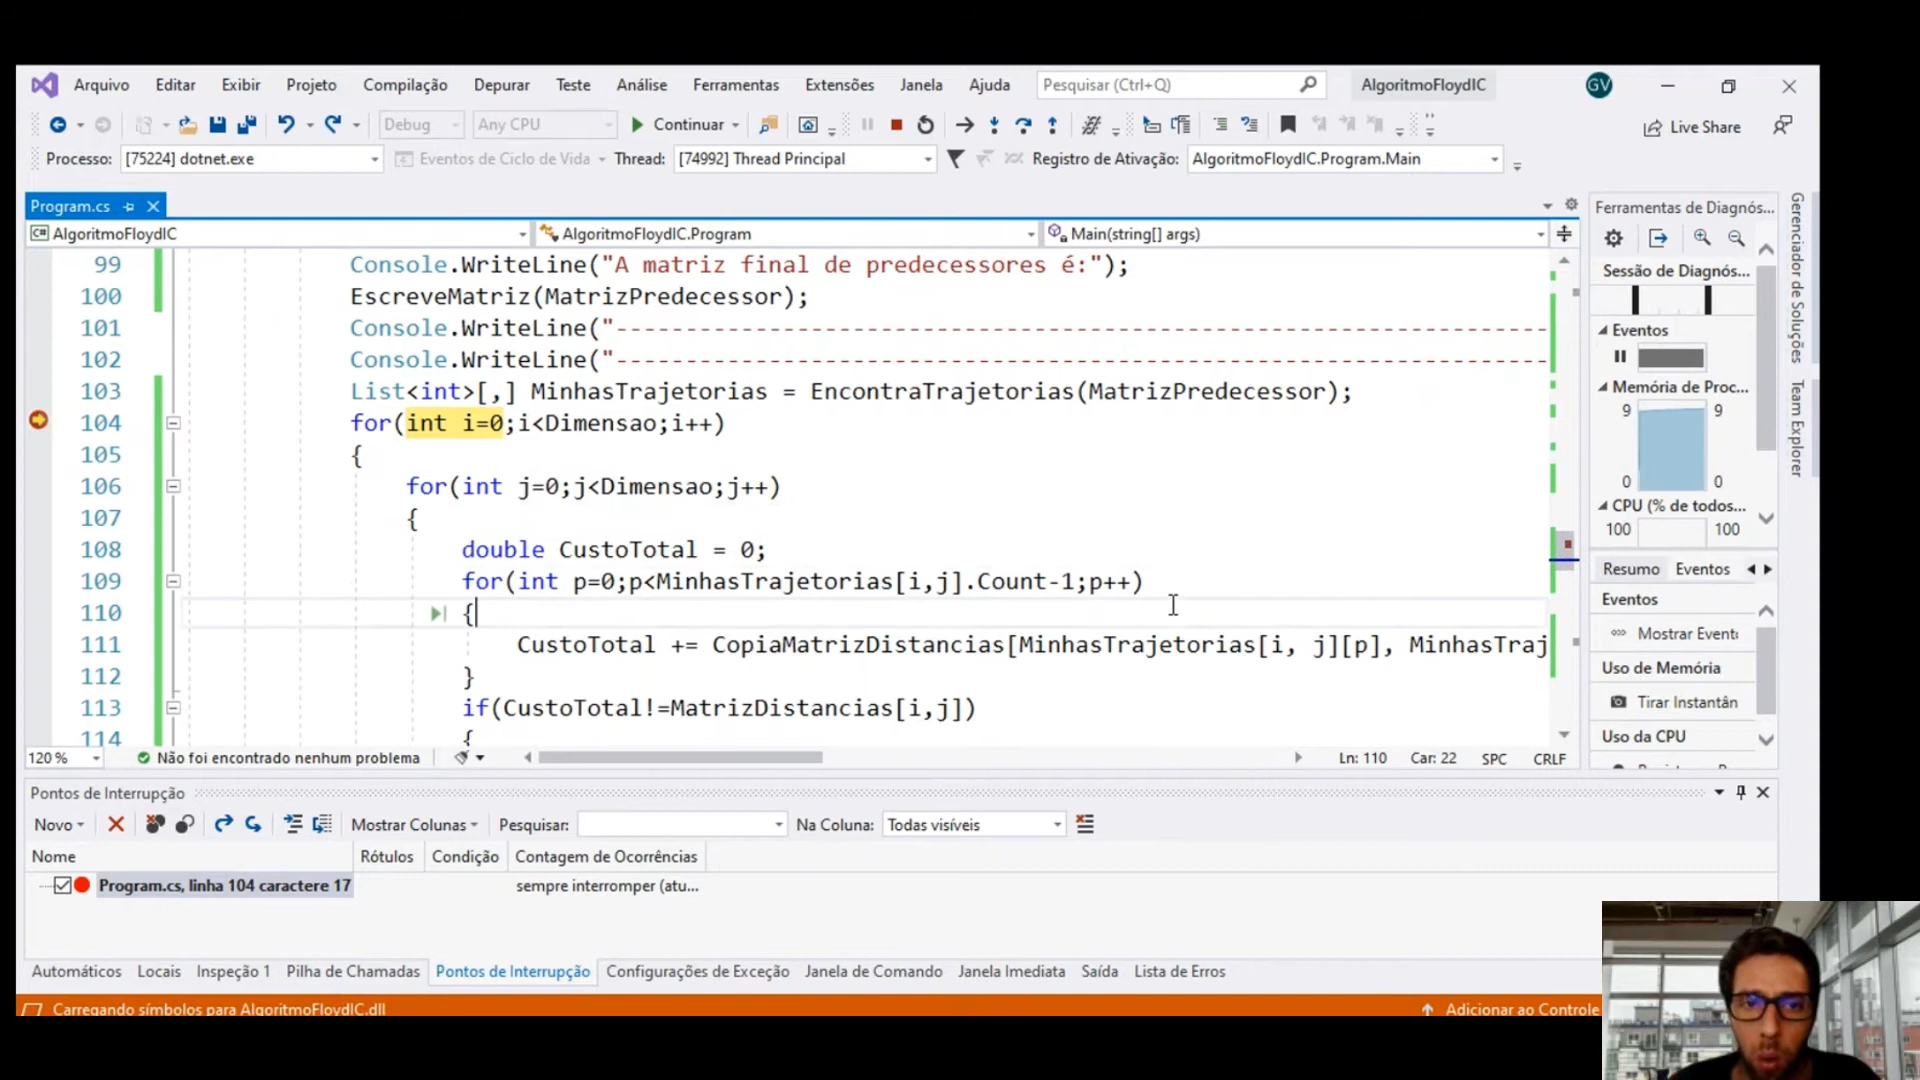 Arquivo Editar Exibir Projeto Compilação Depurar Teste Análise Ferramentas Extensões Janela Ajuda Pesquisar (Ctrl+Q) AlgoritmoFloydIC GV
Debug Any CPU Continuar Live Share
Processo: [75224] dotnet.exe Eventos de Ciclo de Vida Thread: [74992] Thread Principal Registro de Ativação: AlgoritmoFloydIC.Program.Main
Program.cs
AlgoritmoFloydIC AlgoritmoFloydIC.Program Main(string[] args)
99 Console.WriteLine("A matriz final de predecessores é:");
100 EscreveMatriz(MatrizPredecessor);
101 Console.WriteLine("-------------------------------------------------------------------
102 Console.WriteLine("-------------------------------------------------------------------
103 List<int>[,] MinhasTrajetorias = EncontraTrajetorias(MatrizPredecessor);
104 for(int i=0;i<Dimensao;i++)
105 {
106 for(int j=0;j<Dimensao;j++)
107 {
108 double CustoTotal = 0;
109 for(int p=0;p<MinhasTrajetorias[i,j].Count-1;p++)
110 {
111 CustoTotal += CopiaMatrizDistancias[MinhasTrajetorias[i, j][p], MinhasTraj
112 }
113 if(CustoTotal!=MatrizDistancias[i,j])
114 {
120 % Não foi encontrado nenhum problema Ln: 110 Car: 22 SPC CRLF
Ferramentas de Diagnós...
Sessão de Diagnós...
Eventos
Memória de Proc...
9 9
0 0
CPU (% de todos...
100 100
Resumo Eventos
Eventos
Mostrar Event
Uso de Memória
Tirar Instantân
Uso da CPU
Gerenciador de Soluções
Team Explorer
Pontos de Interrupção
Novo Mostrar Colunas Pesquisar: Na Coluna: Todas visíveis
Nome Rótulos Condição Contagem de Ocorrências
Program.cs, linha 104 caractere 17 sempre interromper (atu...
Automáticos Locais Inspeção 1 Pilha de Chamadas Pontos de Interrupção Configurações de Exceção Janela de Comando Janela Imediata Saída Lista de Erros
Carregando símbolos para AlgoritmoFloydIC.dll Adicionar ao Controle